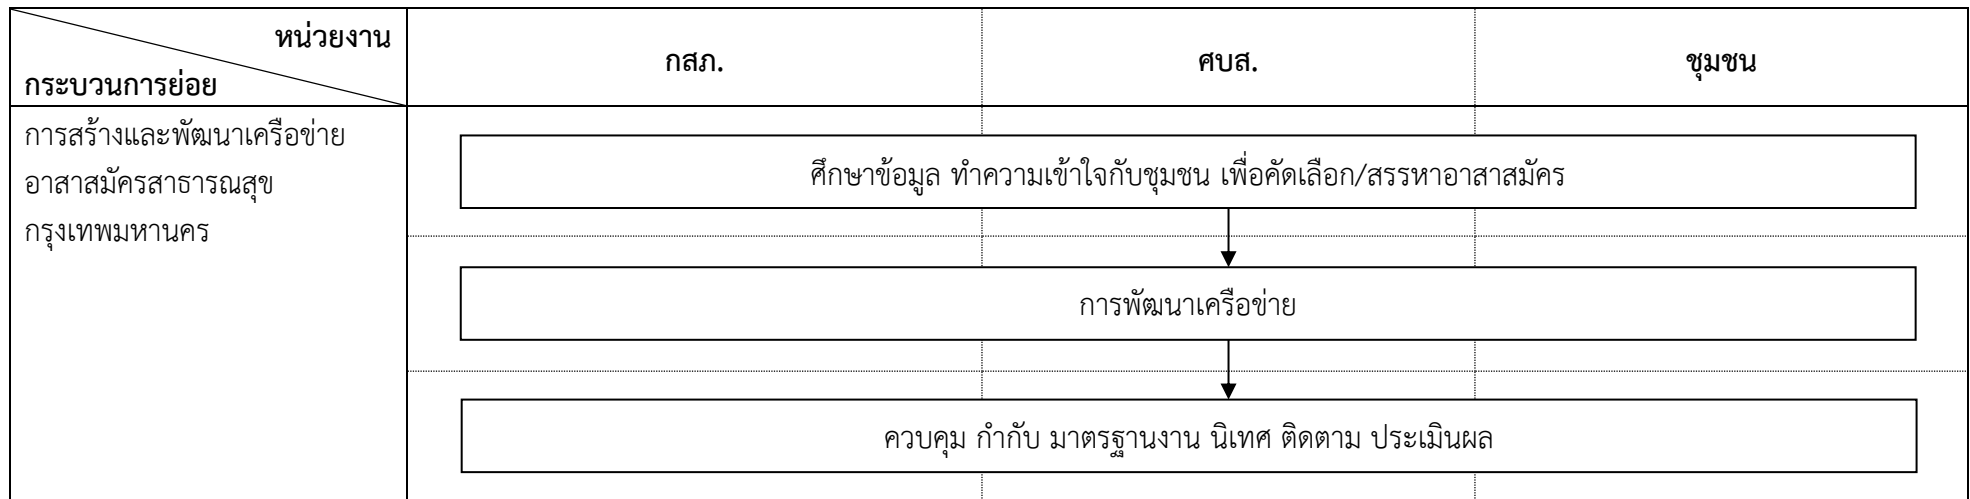 หน่วยงาน
กระบวนการย่อย
กสภ.
ศบส.
ชุมชน
การสร้างและพัฒนาเครือข่าย
อาสาสมัครสาธารณสุข
กรุงเทพมหานคร
ศึกษาข้อมูล ทำความเข้าใจกับชุมชน เพื่อคัดเลือก/สรรหาอาสาสมัคร
การพัฒนาเครือข่าย
ควบคุม กำกับ มาตรฐานงาน นิเทศ ติดตาม ประเมินผล